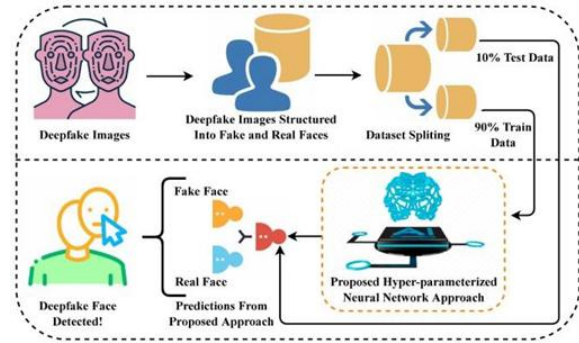 10% Test Data
Deepfake Images
Deepfake Images Structured
Into Fake and Real Faces
Dataset Spliting
90% Train
Data
Fake Face
Real Face
Deepfake Face
Detected!
Predictions From
Proposed Approach
Proposed Hyper-parameterized
Neural Network Approach